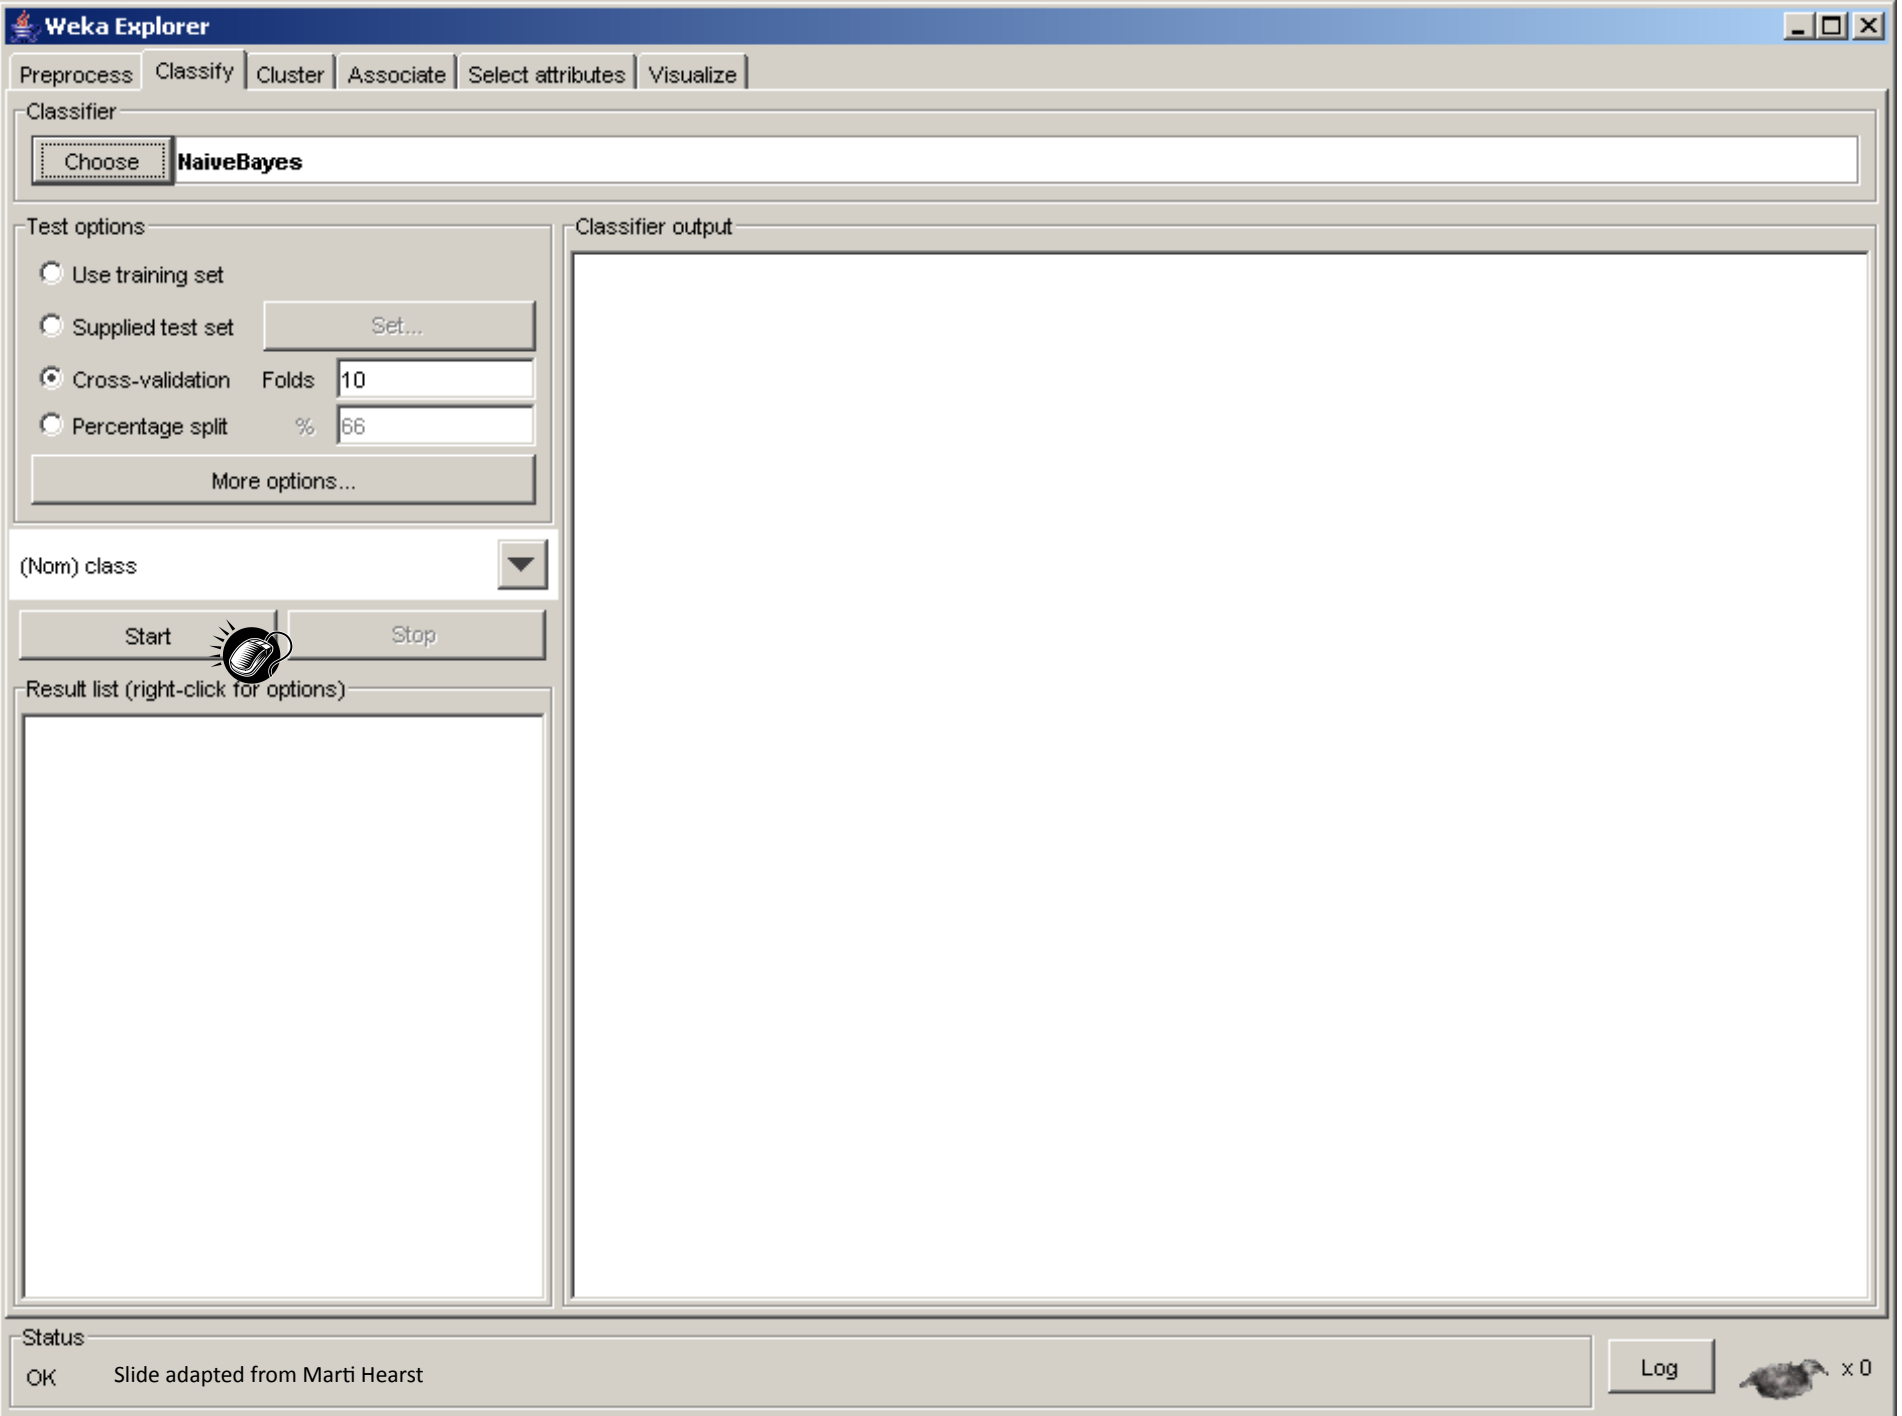 Weka Explorer
Preprocess Classify Cluster Associate Select attributes Visualize
Classifier
Choose NaiveBayes
Test options
Use training set
Supplied test set Set...
Cross-validation Folds 10
Percentage split % 66
More options...
(Nom) class
Start Stop
Result list (right-click for options)
Classifier output
Status
OK Slide adapted from Marti Hearst
Log x 0